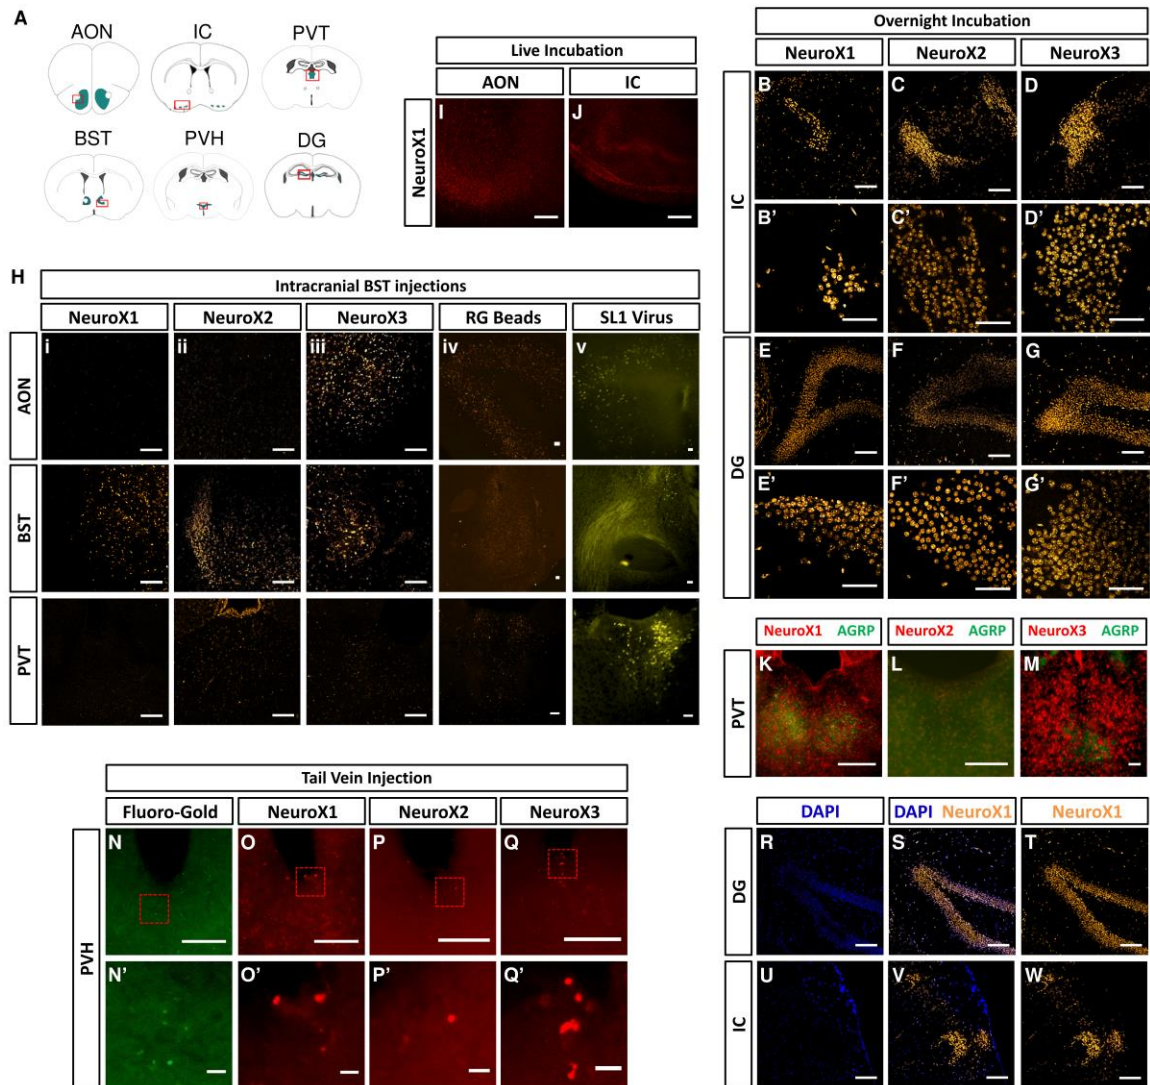 A
AON IC PVT
BST PVH DG
Live Incubation
AON IC
NeuroX1
I J
Overnight Incubation
NeuroX1 NeuroX2 NeuroX3
IC
B C D
B' C' D'
DG
E F G
E' F' G'
H
Intracranial BST injections
NeuroX1 NeuroX2 NeuroX3 RG Beads SL1 Virus
AON
i ii iii iv v
BST
PVT
NeuroX1 AGRP NeuroX2 AGRP NeuroX3 AGRP
PVT
K L M
Tail Vein Injection
Fluoro-Gold NeuroX1 NeuroX2 NeuroX3
PVH
N O P Q
N' O' P' Q'
DAPI DAPI NeuroX1 NeuroX1
DG
R S T
IC
U V W